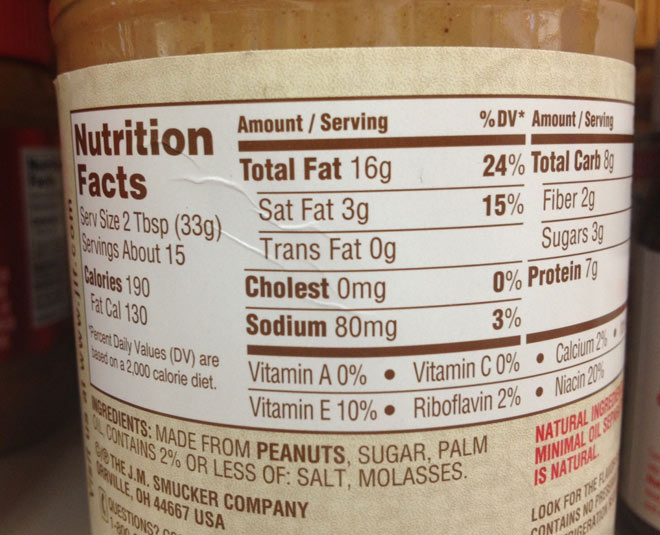 Nutrition
Facts
Serv Size 2 Tbsp (33g)
Servings About 15
Calories 190
Fat Cal 130
*Percent Daily Values (DV) are
based on a 2,000 calorie diet.
Amount / Serving %DV*
Total Fat 16g 24%
Sat Fat 3g 15%
Trans Fat 0g
Cholest 0mg 0%
Sodium 80mg 3%
Amount / Serving
Total Carb 8g
Fiber 2g
Sugars 3g
Protein 7g
Vitamin A 0% • Vitamin C 0% • Calcium 2% •
Vitamin E 10% • Riboflavin 2% • Niacin 20%
INGREDIENTS: MADE FROM PEANUTS, SUGAR, PALM
OIL, CONTAINS 2% OR LESS OF: SALT, MOLASSES.
©/® THE J.M. SMUCKER COMPANY
ORRVILLE, OH 44667 USA
QUESTIONS?
1-800-
NATURAL
MINIMAL OIL
IS NATURAL.
LOOK FOR THE
CONTAINS NO
www.jif.com